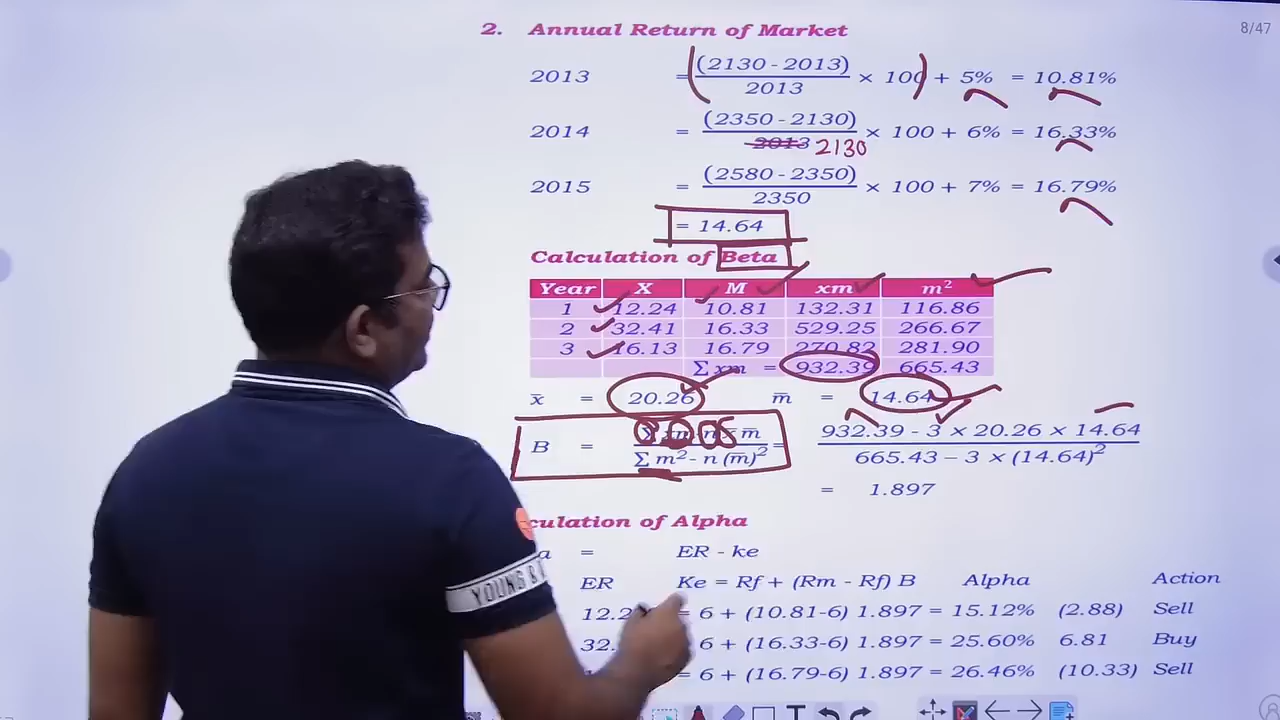 8/47
2. Annual Return of Market
2013 = ((2130 - 2013) / 2013 × 100) + 5% = 10.81%
2014 = (2350 - 2130) / 2013 2130 × 100 + 6% = 16.33%
2015 = (2580 - 2350) / 2350 × 100 + 7% = 16.79%
= 14.64
Calculation of Beta
Year X M xm m²
1 12.24 10.81 132.31 116.86
2 32.41 16.33 529.25 266.67
3 16.13 16.79 270.82 281.90
∑ xm = 932.39 665.43
x̄ = 20.26 m̄ = 14.64
B = ∑ xm - n x̄ m̄ / ∑ m² - n (m̄)² = 932.39 - 3 × 20.26 × 14.64 / 665.43 – 3 × (14.64)²
= 1.897
culation of Alpha
a = ER - ke
ER Ke = Rf + (Rm - Rf) B Alpha Action
12.2 = 6 + (10.81-6) 1.897 = 15.12% (2.88) Sell
32. 6 + (16.33-6) 1.897 = 25.60% 6.81 Buy
= 6 + (16.79-6) 1.897 = 26.46% (10.33) Sell
YOUNG B